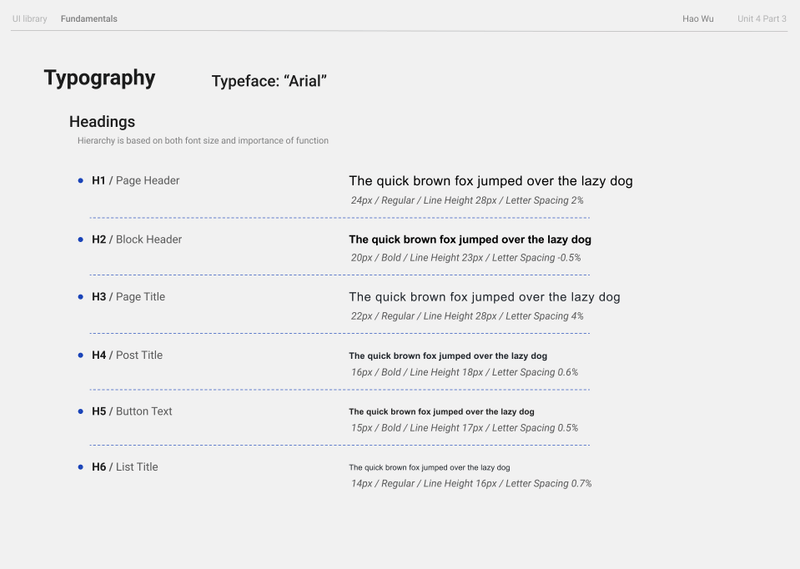 UI library Fundamentals Hao Wu Unit 4 Part 3
Typography Typeface: “Arial”
Headings
Hierarchy is based on both font size and importance of function
H1 / Page Header The quick brown fox jumped over the lazy dog
24px / Regular / Line Height 28px / Letter Spacing 2%
H2 / Block Header The quick brown fox jumped over the lazy dog
20px / Bold / Line Height 23px / Letter Spacing -0.5%
H3 / Page Title The quick brown fox jumped over the lazy dog
22px / Regular / Line Height 28px / Letter Spacing 4%
H4 / Post Title The quick brown fox jumped over the lazy dog
16px / Bold / Line Height 18px / Letter Spacing 0.6%
H5 / Button Text The quick brown fox jumped over the lazy dog
15px / Bold / Line Height 17px / Letter Spacing 0.5%
H6 / List Title The quick brown fox jumped over the lazy dog
14px / Regular / Line Height 16px / Letter Spacing 0.7%